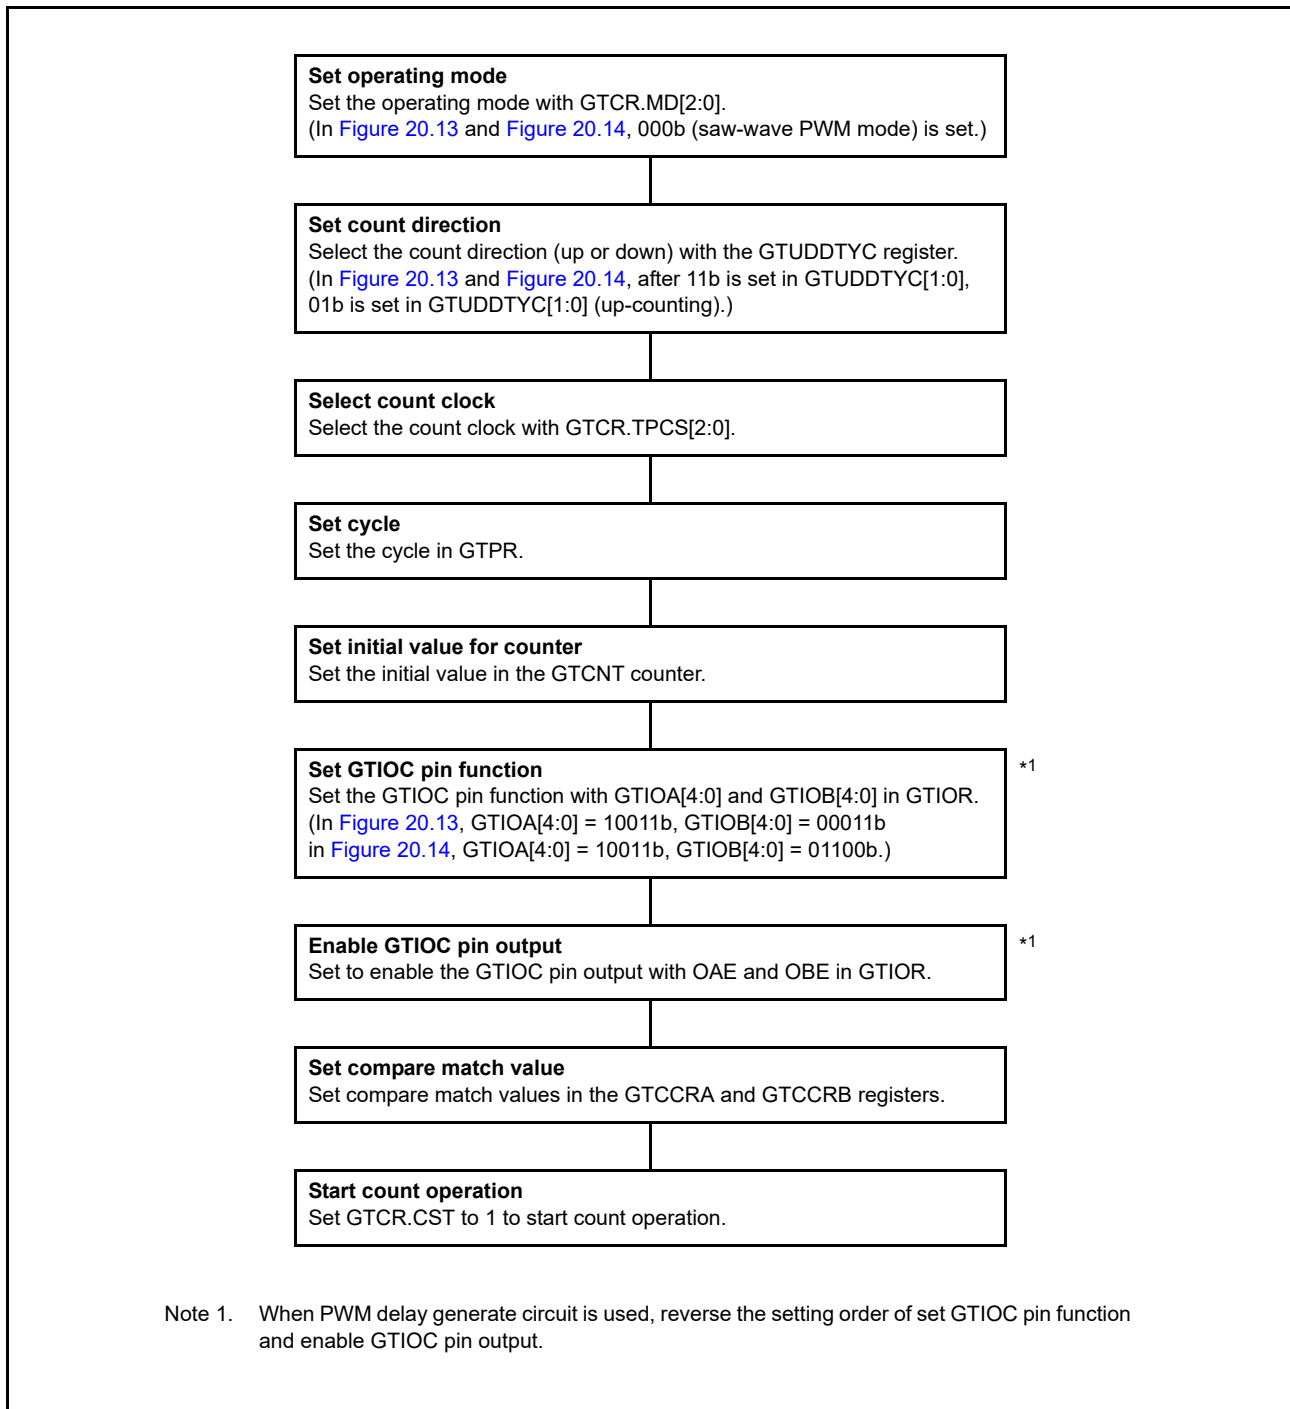 Set operating mode
Set the operating mode with GTCR.MD[2:0].
(In Figure 20.13 and Figure 20.14, 000b (saw-wave PWM mode) is set.)
Set count direction
Select the count direction (up or down) with the GTUDDTYC register.
(In Figure 20.13 and Figure 20.14, after 11b is set in GTUDDTYC[1:0],
01b is set in GTUDDTYC[1:0] (up-counting).)
Select count clock
Select the count clock with GTCR.TPCS[2:0].
Set cycle
Set the cycle in GTPR.
Set initial value for counter
Set the initial value in the GTCNT counter.
Set GTIOC pin function *1
Set the GTIOC pin function with GTIOA[4:0] and GTIOB[4:0] in GTIOR.
(In Figure 20.13, GTIOA[4:0] = 10011b, GTIOB[4:0] = 00011b
in Figure 20.14, GTIOA[4:0] = 10011b, GTIOB[4:0] = 01100b.)
Enable GTIOC pin output *1
Set to enable the GTIOC pin output with OAE and OBE in GTIOR.
Set compare match value
Set compare match values in the GTCCRA and GTCCRB registers.
Start count operation
Set GTCR.CST to 1 to start count operation.
Note 1. When PWM delay generate circuit is used, reverse the setting order of set GTIOC pin function
and enable GTIOC pin output.